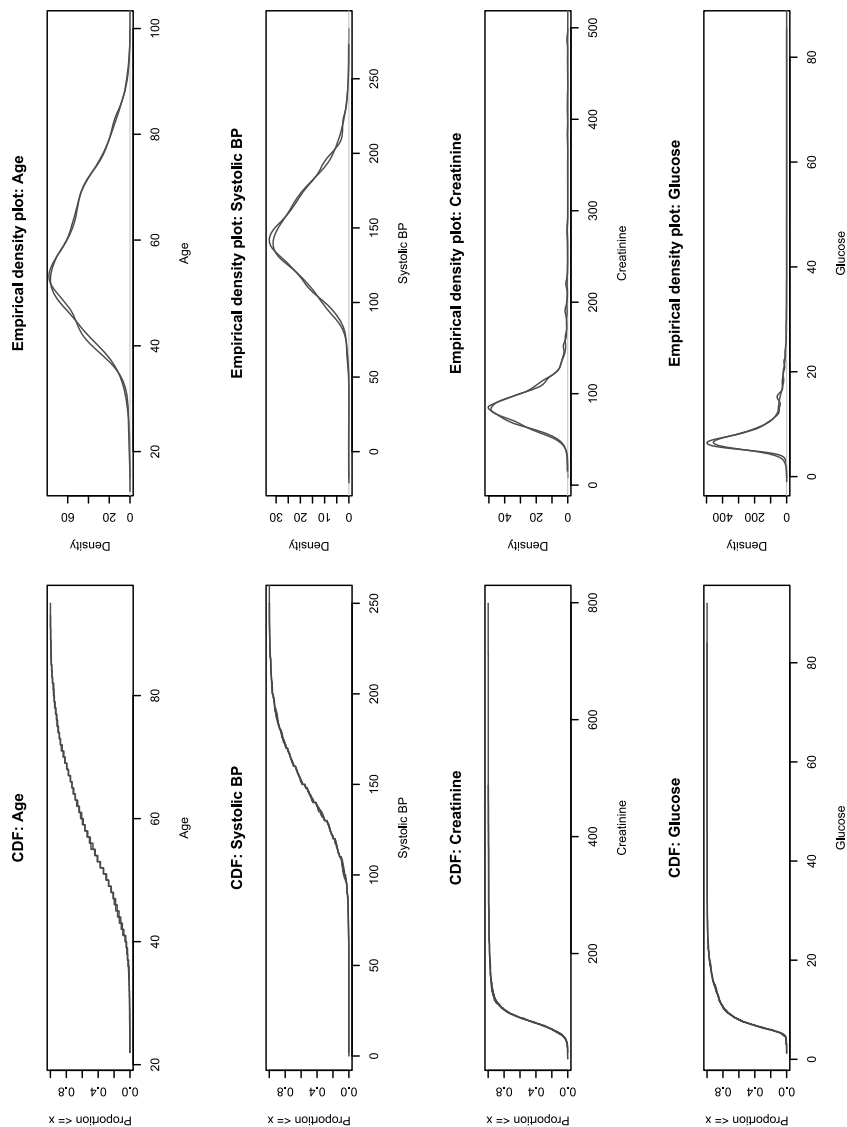 CDF: Age
Proportion <= x
0.0 0.4 0.8
20 40 60 80
Age
Empirical density plot: Age
Density
0 20 60
20 40 60 80 100
Age
CDF: Systolic BP
Proportion <= x
0.0 0.4 0.8
0 50 100 150 200 250
Systolic BP
Empirical density plot: Systolic BP
Density
0 10 20 30
0 50 100 150 200 250
Systolic BP
CDF: Creatinine
Proportion <= x
0.0 0.4 0.8
200 400 600 800
Creatinine
Empirical density plot: Creatinine
Density
0 20 40
0 100 200 300 400 500
Creatinine
CDF: Glucose
Proportion <= x
0.0 0.4 0.8
0 20 40 60 80
Glucose
Empirical density plot: Glucose
Density
0 200 400
0 20 40 60 80
Glucose